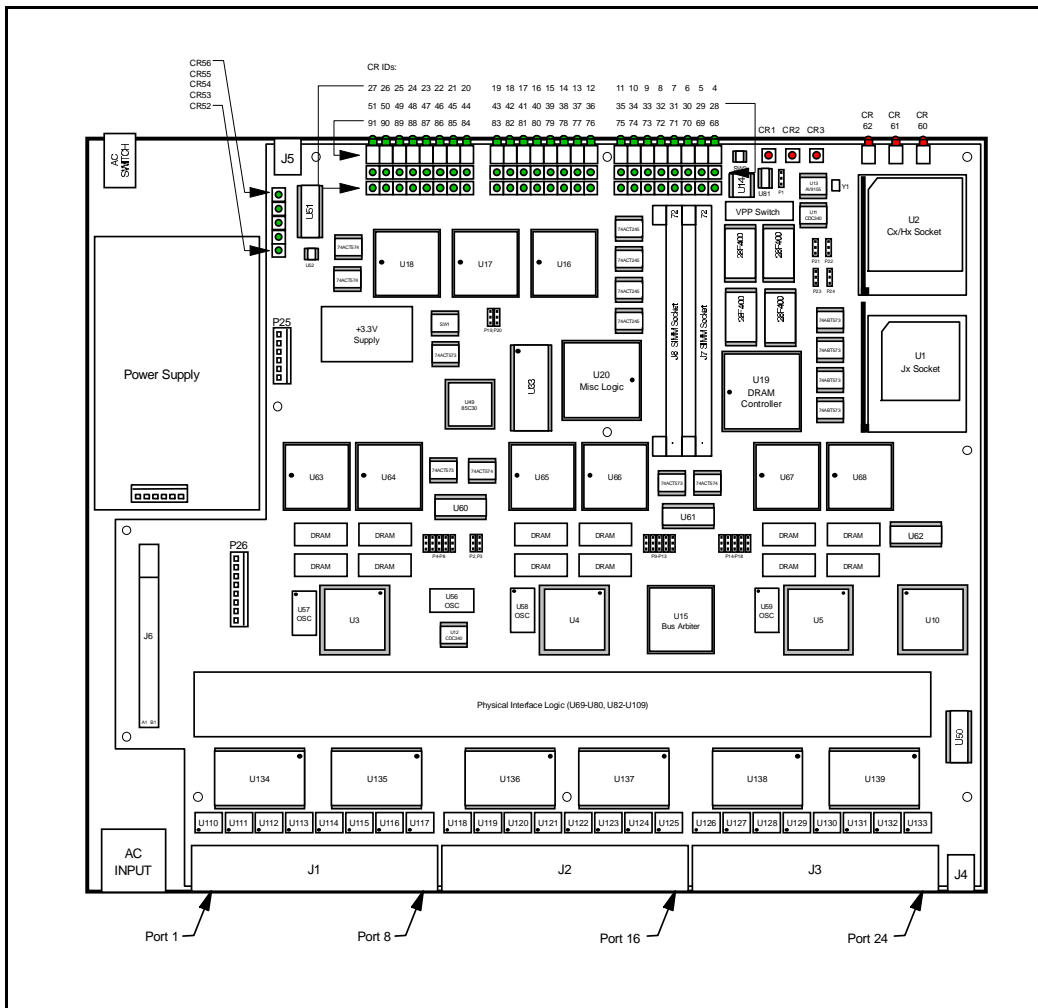 CR56
CR55
CR54
CR53
CR52
CR IDs:
27 26 25 24 23 22 21 20 19 18 17 16 15 14 13 12 11 10 9 8 7 6 5 4
51 50 49 48 47 46 45 44 43 42 41 40 39 38 37 36 35 34 33 32 31 30 29 28
91 90 89 88 87 86 85 84 83 82 81 80 79 78 77 76 75 74 73 72 71 70 69 68
CR1 CR2 CR3
CR 62
CR 61
CR 60
AC SWITCH
J5
U51
U52
U14
U81
P1
U13
AV9155
Y1
U11
CDC340
VPP Switch
U2
Cx/Hx Socket
74ACT574
74ACT574
U18
U17
U16
74ACT245
74ACT245
74ACT245
74ACT245
72
72
J8 SIMM Socket
J7 SIMM Socket
28F400
28F400
28F400
28F400
P21 P22
P23 P24
74ABT573
74ABT573
74ABT573
74ABT573
U1
Jx Socket
Power Supply
P25
+3.3V
Supply
SW1
74ACT573
P19,P20
U49
85C30
U53
U20
Misc Logic
U19
DRAM
Controller
U63
U64
74ACT573
74ACT574
U65
U66
74ACT573
74ACT574
U67
U68
U60
U61
U62
DRAM DRAM DRAM DRAM DRAM DRAM
DRAM DRAM DRAM DRAM DRAM DRAM
P4-P8
P2,P3
P9-P13
P14-P18
P26
J6
A1 B1
U57
OSC
U3
U56
OSC
U12
CDC340
U58
OSC
U4
U15
Bus Arbiter
U59
OSC
U5
U10
Physical Interface Logic (U69-U80, U82-U109)
U50
U134 U135 U136 U137 U138 U139
U110 U111 U112 U113 U114 U115 U116 U117 U118 U119 U120 U121 U122 U123 U124 U125 U126 U127 U128 U129 U130 U131 U132 U133
AC
INPUT
J1
J2
J3
J4
Port 1
Port 8
Port 16
Port 24